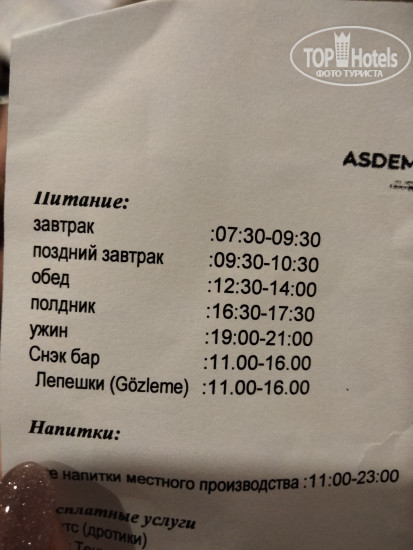 TOP Hotels
ФОТО ТУРИСТА
ASDEM
Питание:
завтрак :07:30-09:30
поздний завтрак :09:30-10:30
обед :12:30-14:00
полдник :16:30-17:30
ужин :19:00-21:00
Снэк бар :11.00-16.00
Лепешки (Gözleme) :11.00-16.00
Напитки:
е напитки местного производства :11:00-23:00
сплатные услуги
тс (дротики)